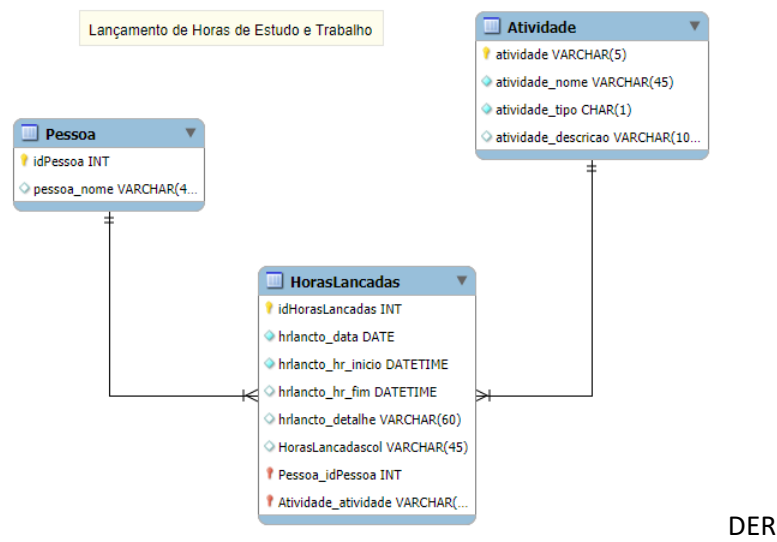 Lançamento de Horas de Estudo e Trabalho
Atividade
atividade VARCHAR(5)
atividade_nome VARCHAR(45)
atividade_tipo CHAR(1)
atividade_descricao VARCHAR(10...
Pessoa
idPessoa INT
pessoa_nome VARCHAR(4...
HorasLancadas
idHorasLancadas INT
hrlancto_data DATE
hrlancto_hr_inicio DATETIME
hrlancto_hr_fim DATETIME
hrlancto_detalhe VARCHAR(60)
HorasLancadascol VARCHAR(45)
Pessoa_idPessoa INT
Atividade_atividade VARCHAR(...
DER